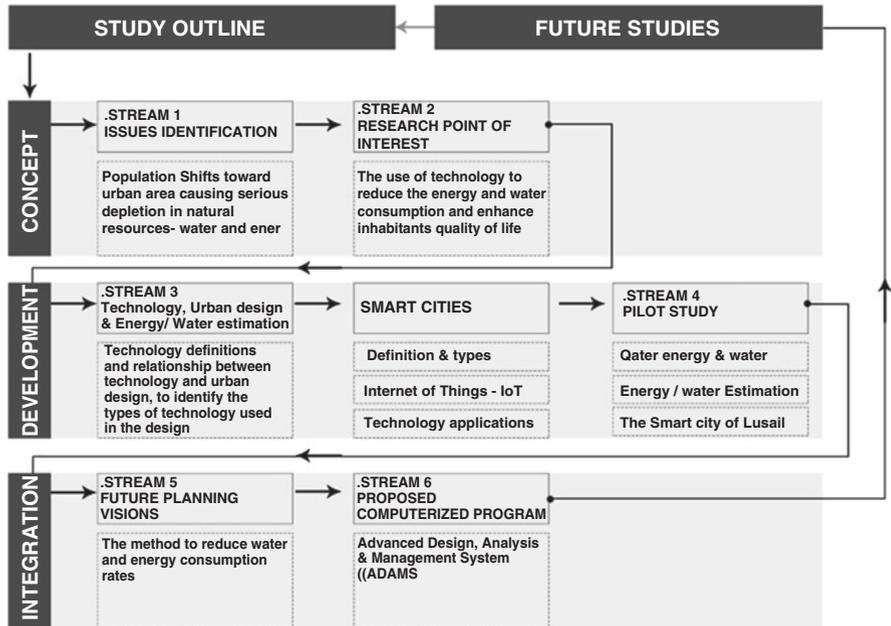 STUDY OUTLINE
FUTURE STUDIES
CONCEPT
.STREAM 1
ISSUES IDENTIFICATION
Population Shifts toward
urban area causing serious
depletion in natural
resources- water and ener
.STREAM 2
RESEARCH POINT OF
INTEREST
The use of technology to
reduce the energy and water
consumption and enhance
inhabitants quality of life
DEVELOPMENT
.STREAM 3
Technology, Urban design
& Energy/ Water estimation
Technology definitions
and relationship between
technology and urban
design, to identify the
types of technology used
in the design
SMART CITIES
Definition & types
Internet of Things - IoT
Technology applications
.STREAM 4
PILOT STUDY
Qater energy & water
Energy / water Estimation
The Smart city of Lusail
INTEGRATION
.STREAM 5
FUTURE PLANNING
VISIONS
The method to reduce water
and energy consumption
rates
.STREAM 6
PROPOSED
COMPUTERIZED PROGRAM
Advanced Design, Analysis
& Management System
((ADAMS